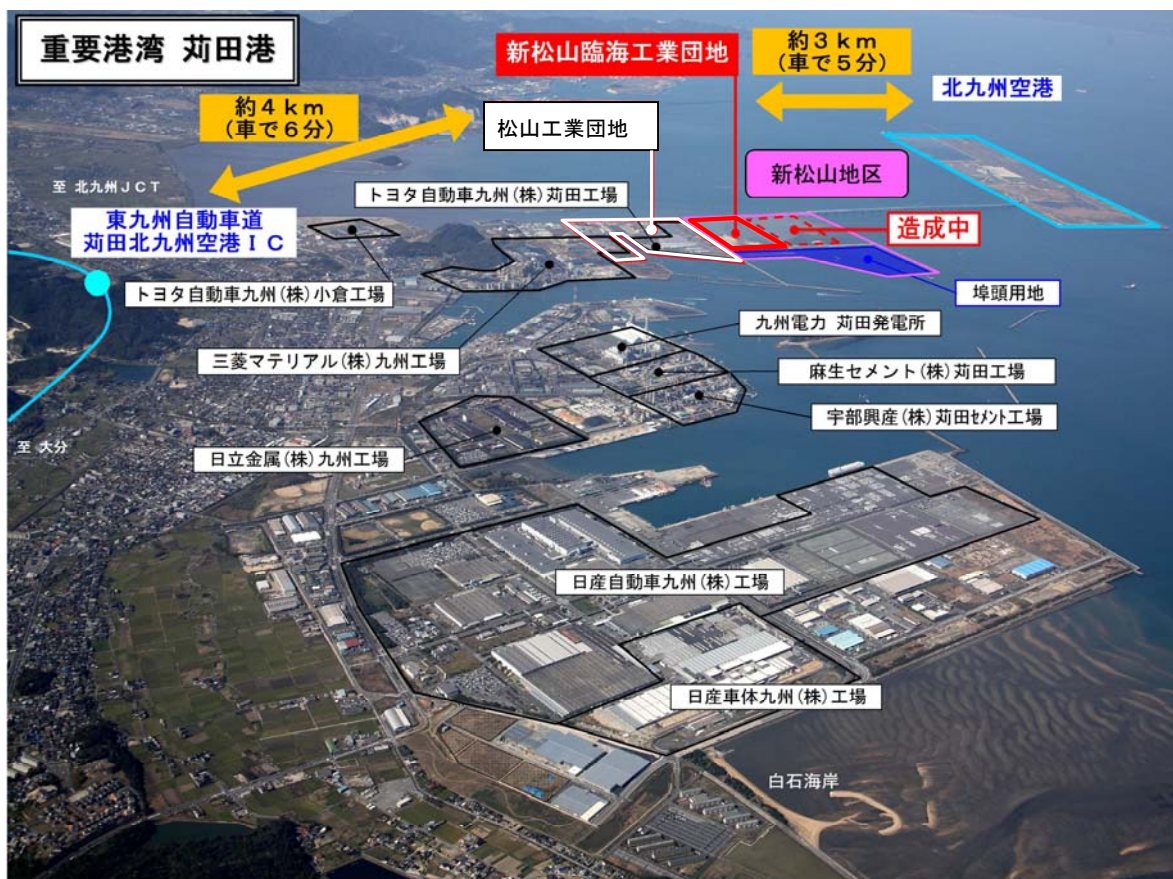 重要港湾 苅田港
新松山臨海工業団地
約3km
(車で5分)
北九州空港
約4km
(車で6分)
松山工業団地
新松山地区
至 北九州JCT
トヨタ自動車九州(株)苅田工場
東九州自動車道
苅田北九州空港IC
造成中
トヨタ自動車九州(株)小倉工場
埠頭用地
九州電力 苅田発電所
三菱マテリアル(株)九州工場
麻生セメント(株)苅田工場
宇部興産(株)苅田ｾﾒﾝﾄ工場
至 大分
日立金属(株)九州工場
日産自動車九州(株)工場
日産車体九州(株)工場
白石海岸